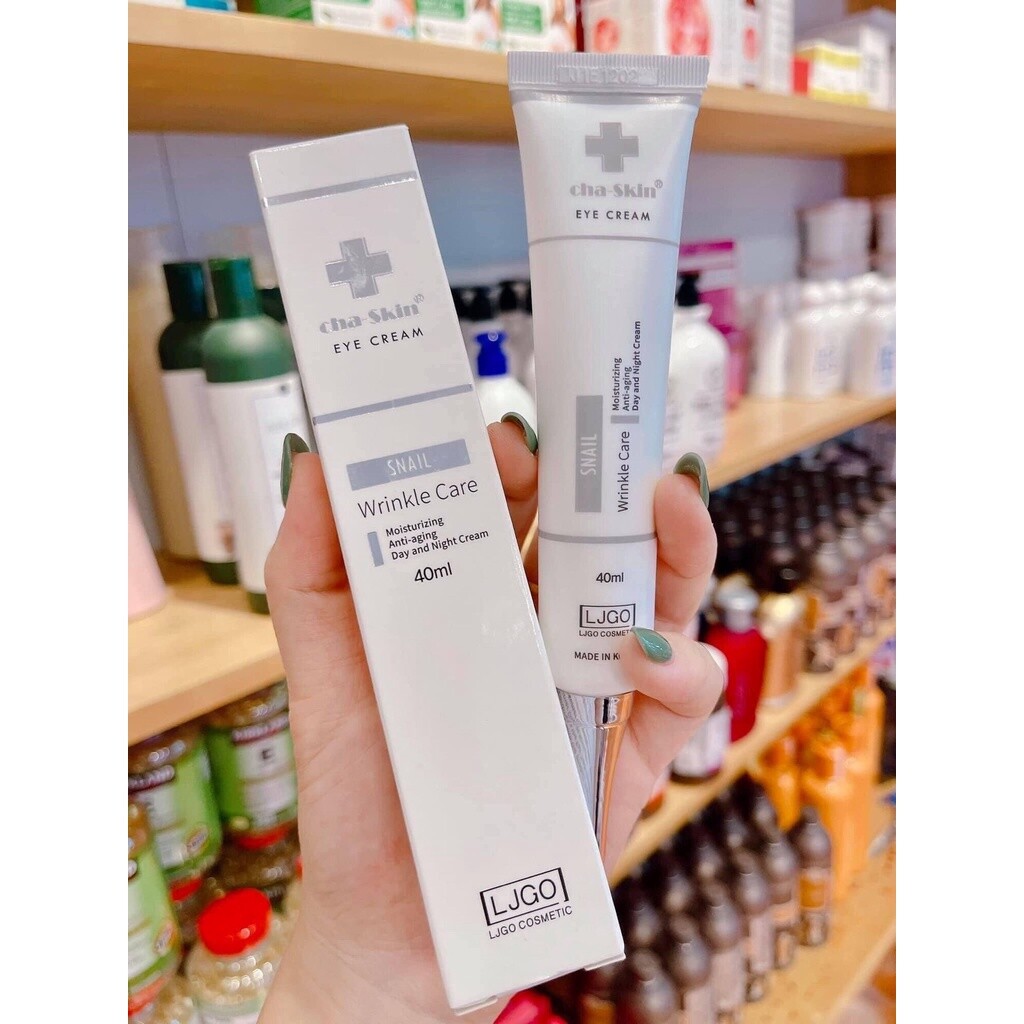 cha-Skin®
EYE CREAM
SNAIL
Wrinkle Care
Moisturizing
Anti-aging
Day and Night Cream
40ml
LJGO
LJGO COSMETIC
J1E1202
cha-Skin®
EYE CREAM
SNAIL
Wrinkle Care
Moisturizing
Anti-aging
Day and Night Cream
40ml
LJGO
LJGO COSMETIC
MADE IN